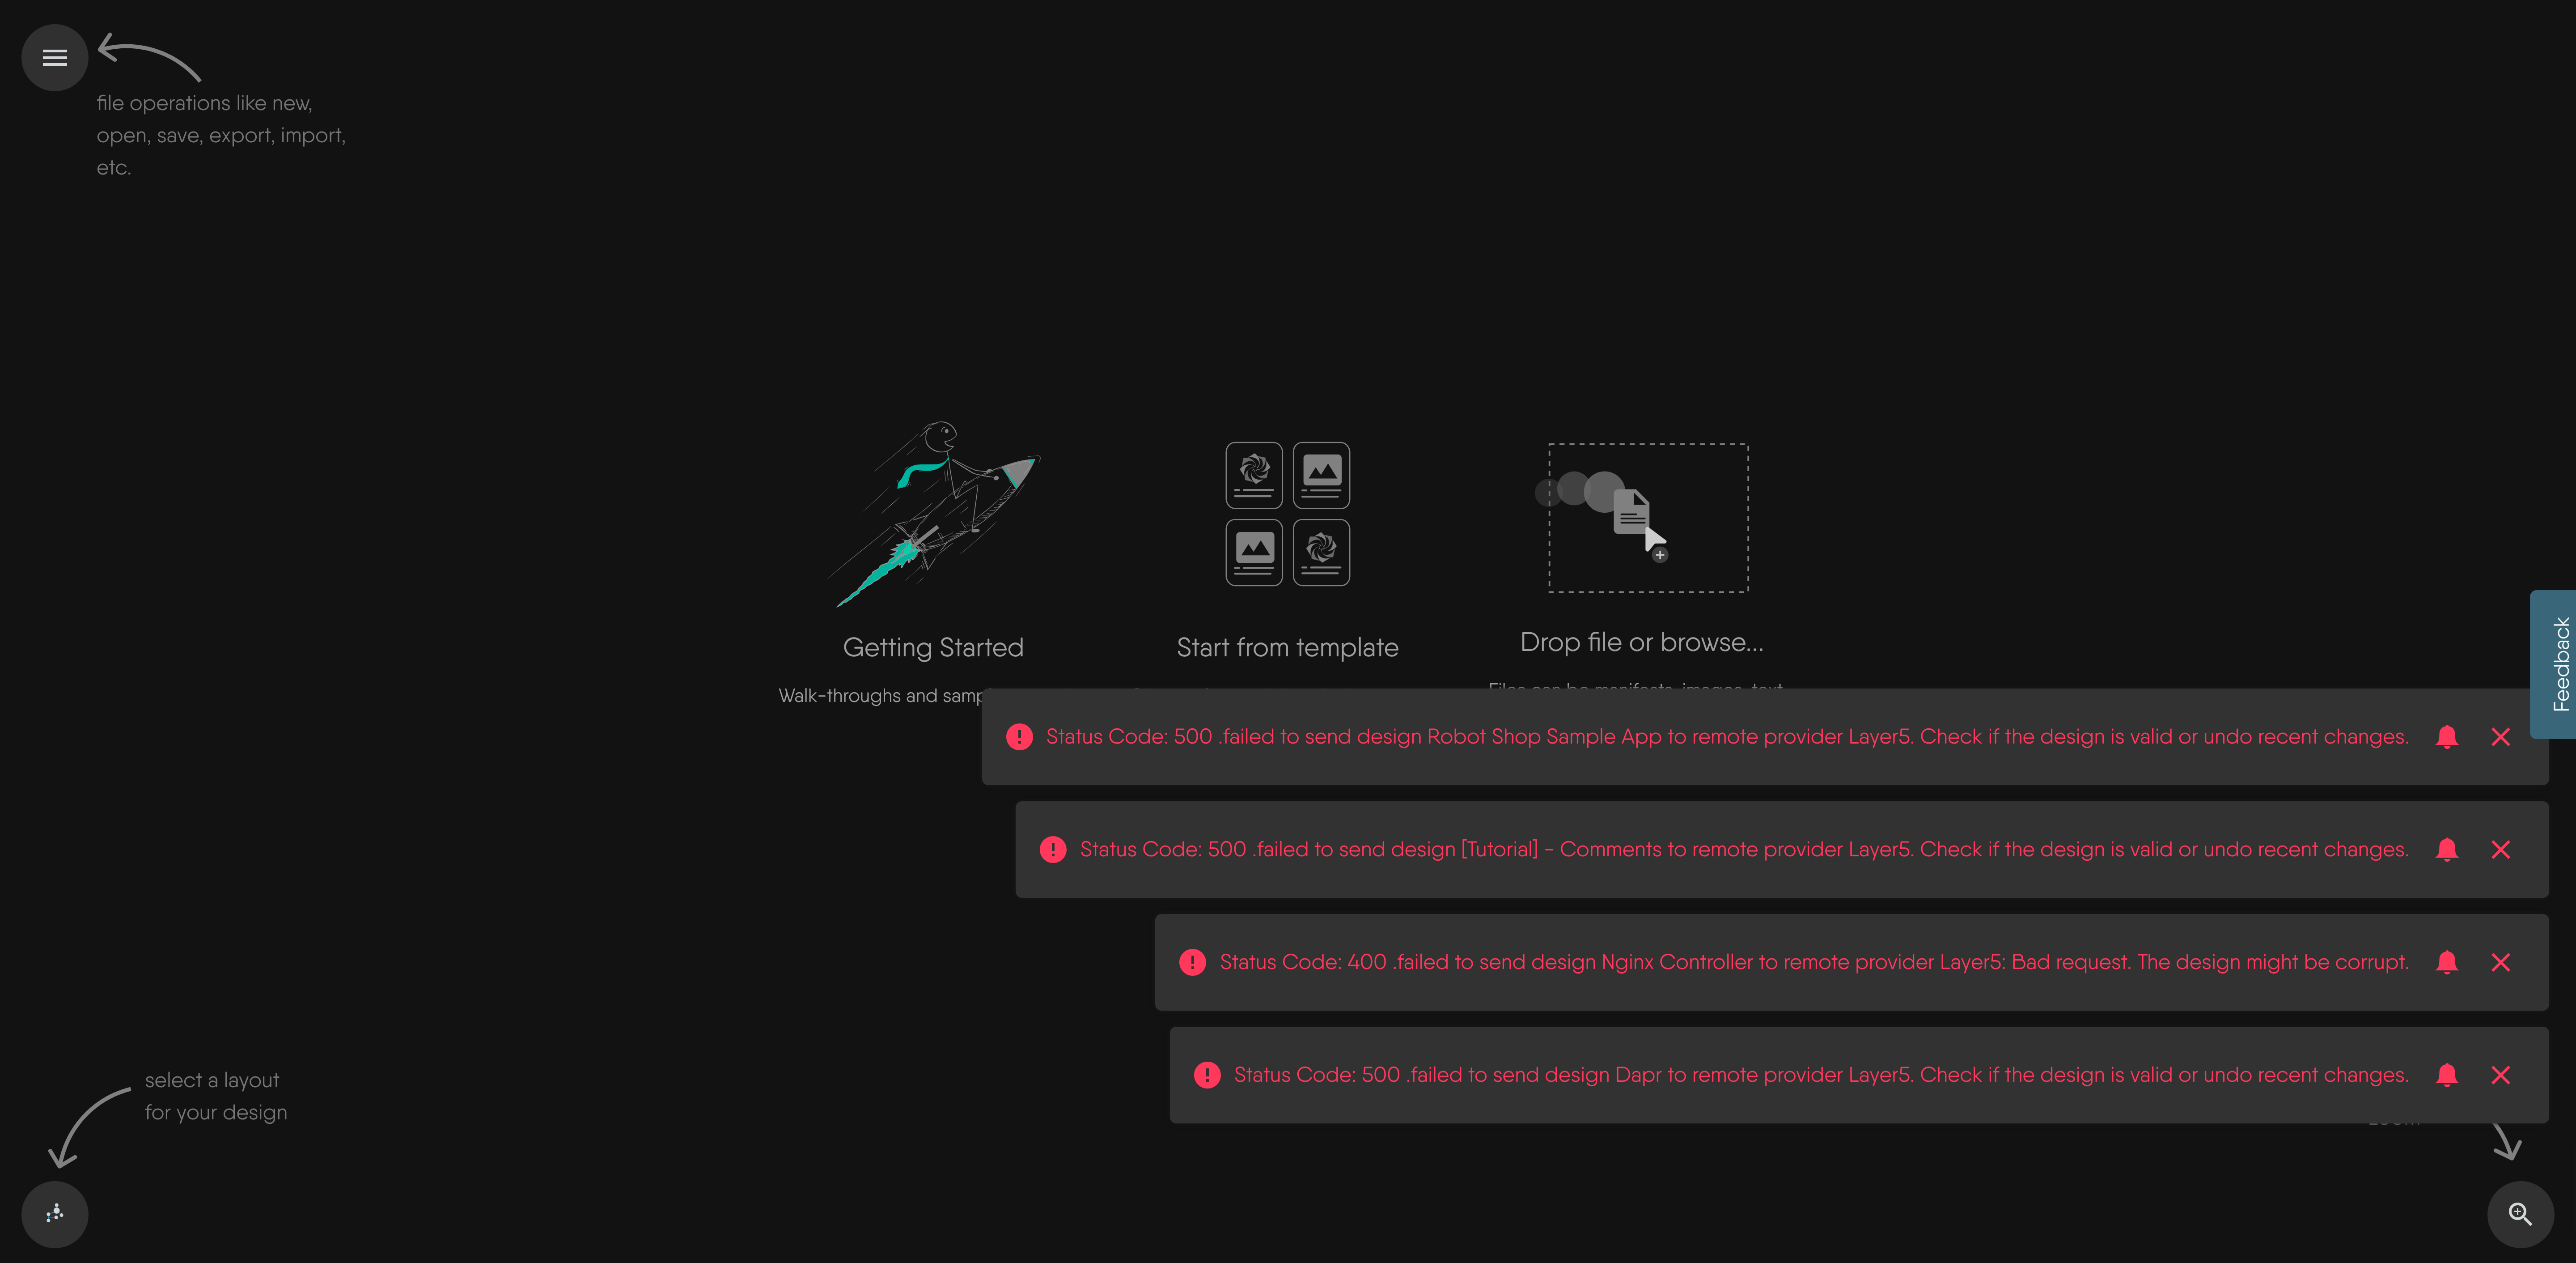 file operations like new,
open, save, export, import,
etc.
Getting Started
Start from template
Drop file or browse...
Walk-throughs and
Files can be manifests, images, text
Feedback
Status Code: 500 .failed to send design Robot Shop Sample App to remote provider Layer5. Check if the design is valid or undo recent changes.
Status Code: 500 .failed to send design [Tutorial] - Comments to remote provider Layer5. Check if the design is valid or undo recent changes.
Status Code: 400 .failed to send design Nginx Controller to remote provider Layer5: Bad request. The design might be corrupt.
Status Code: 500 .failed to send design Dapr to remote provider Layer5. Check if the design is valid or undo recent changes.
select a layout
for your design